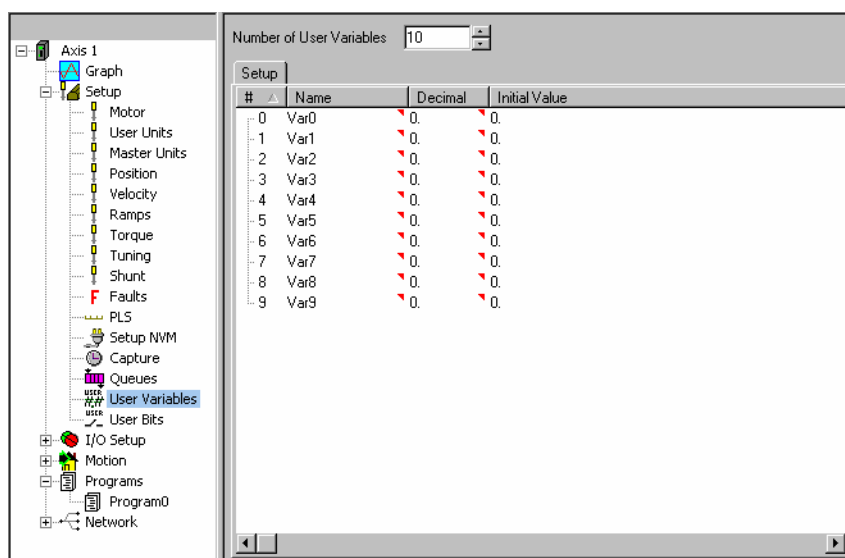 Axis 1
Graph
Setup
Motor
User Units
Master Units
Position
Velocity
Ramps
Torque
Tuning
Shunt
F Faults
PLS
Setup NVM
Capture
Queues
USER #.# User Variables
USER User Bits
I/O Setup
Motion
Programs
Program0
Network
Number of User Variables 10
Setup
# Name Decimal Initial Value
0 Var0 0. 0.
1 Var1 0. 0.
2 Var2 0. 0.
3 Var3 0. 0.
4 Var4 0. 0.
5 Var5 0. 0.
6 Var6 0. 0.
7 Var7 0. 0.
8 Var8 0. 0.
9 Var9 0. 0.